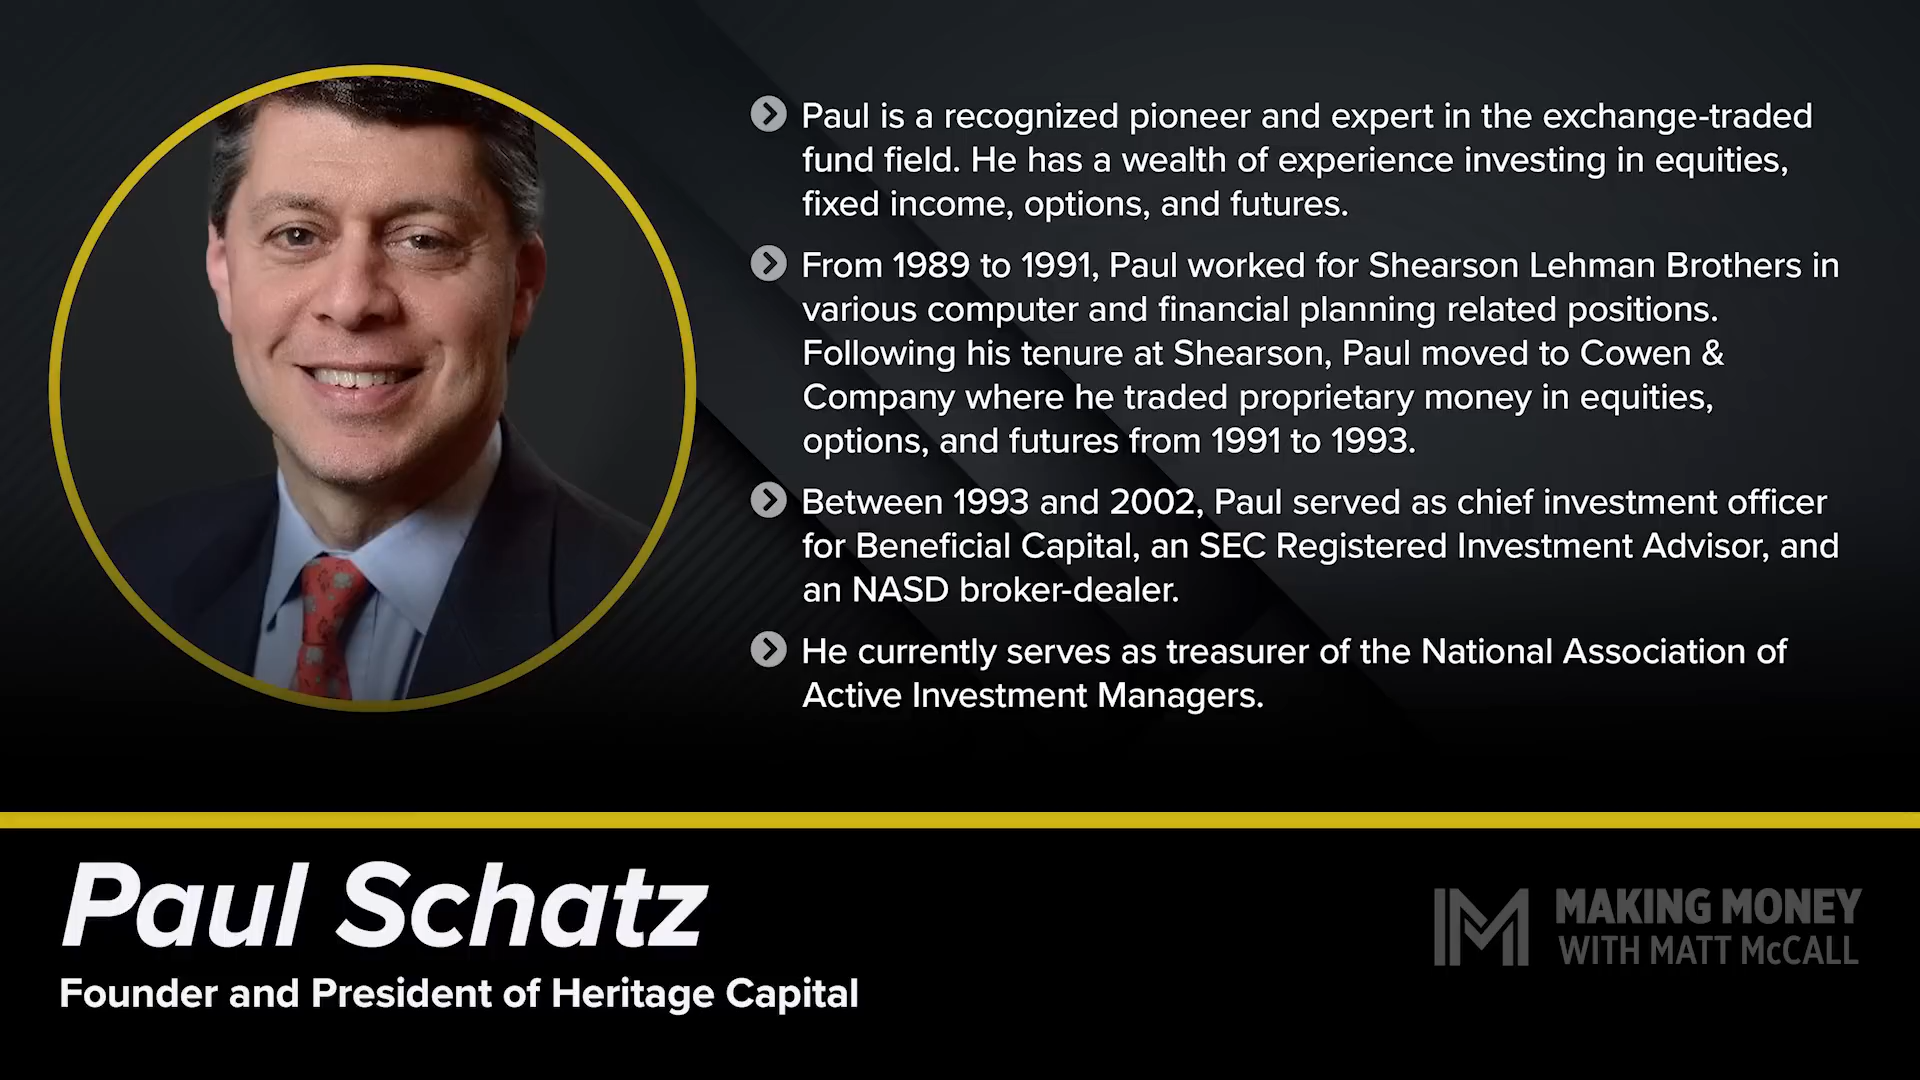 Paul is a recognized pioneer and expert in the exchange-traded
fund field. He has a wealth of experience investing in equities,
fixed income, options, and futures.
From 1989 to 1991, Paul worked for Shearson Lehman Brothers in
various computer and financial planning related positions.
Following his tenure at Shearson, Paul moved to Cowen &
Company where he traded proprietary money in equities,
options, and futures from 1991 to 1993.
Between 1993 and 2002, Paul served as chief investment officer
for Beneficial Capital, an SEC Registered Investment Advisor, and
an NASD broker-dealer.
He currently serves as treasurer of the National Association of
Active Investment Managers.
Paul Schatz
Founder and President of Heritage Capital
MAKING MONEY
WITH MATT McCALL